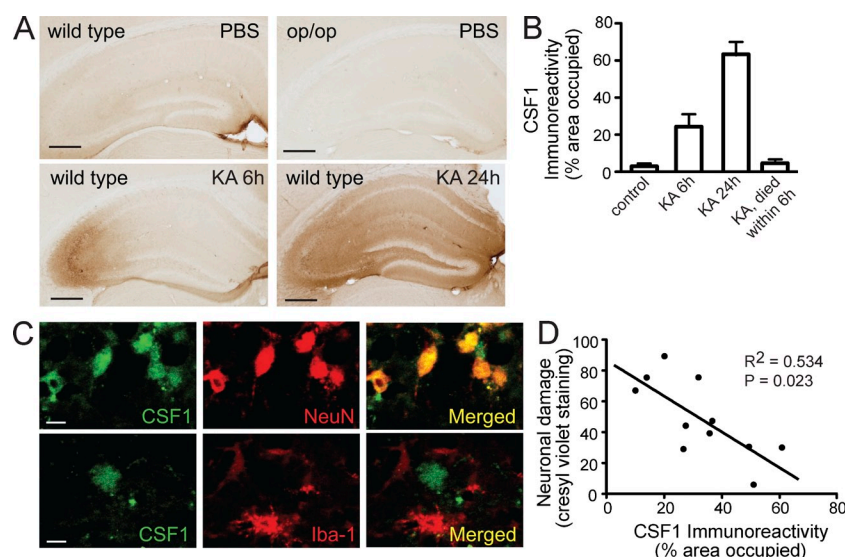 A
wild type PBS
op/op PBS
wild type KA 6h
wild type KA 24h
B
CSF1
Immunoreactivity
(% area occupied)
80
60
40
20
0
control
KA 6h
KA 24h
KA, died
within 6h
C
CSF1
NeuN
Merged
CSF1
Iba-1
Merged
D
Neuronal damage
(cresyl violet staining)
100
80
60
40
20
0
R2 = 0.534
P = 0.023
0 20 40 60 80
CSF1 Immunoreactivity
(% area occupied)